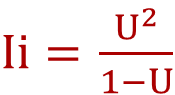 Ii = U²/1−U